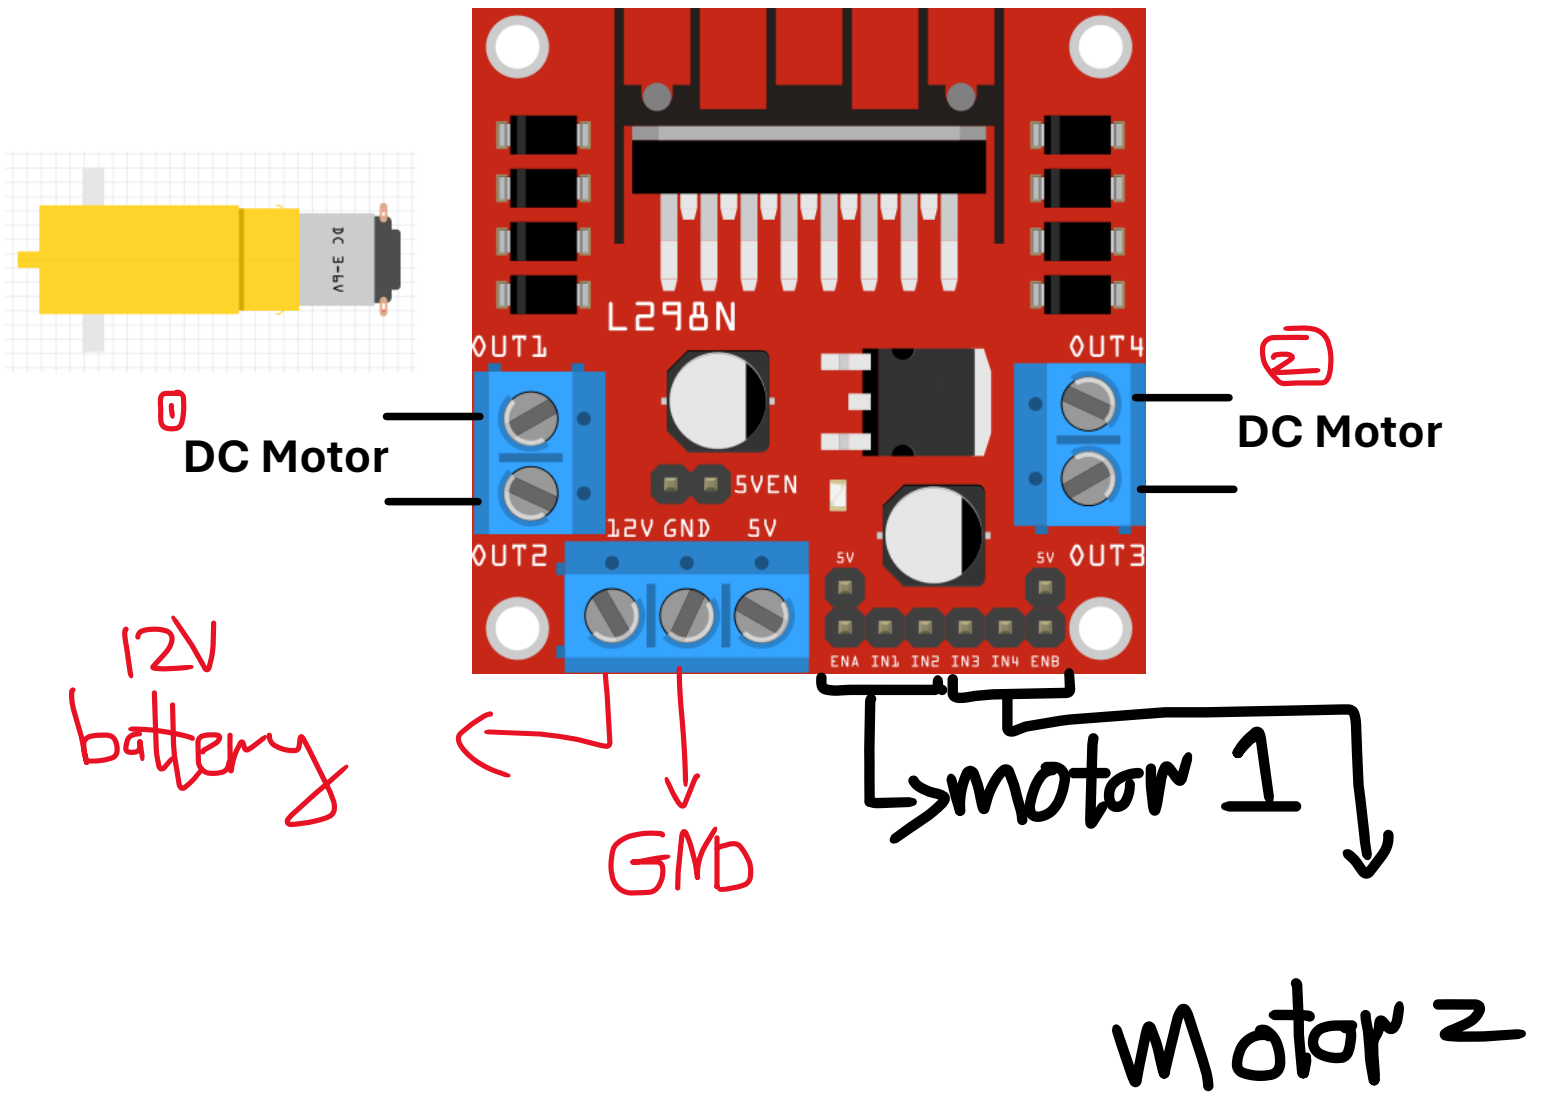 DC 3-6V
L298N
OUT1
OUT4
1
2
DC Motor
DC Motor
5VEN
12V GND 5V
OUT2
5V
5V
OUT3
ENA IN1 IN2 IN3 IN4 ENB
12V
battery
GND
motor 1
motor 2